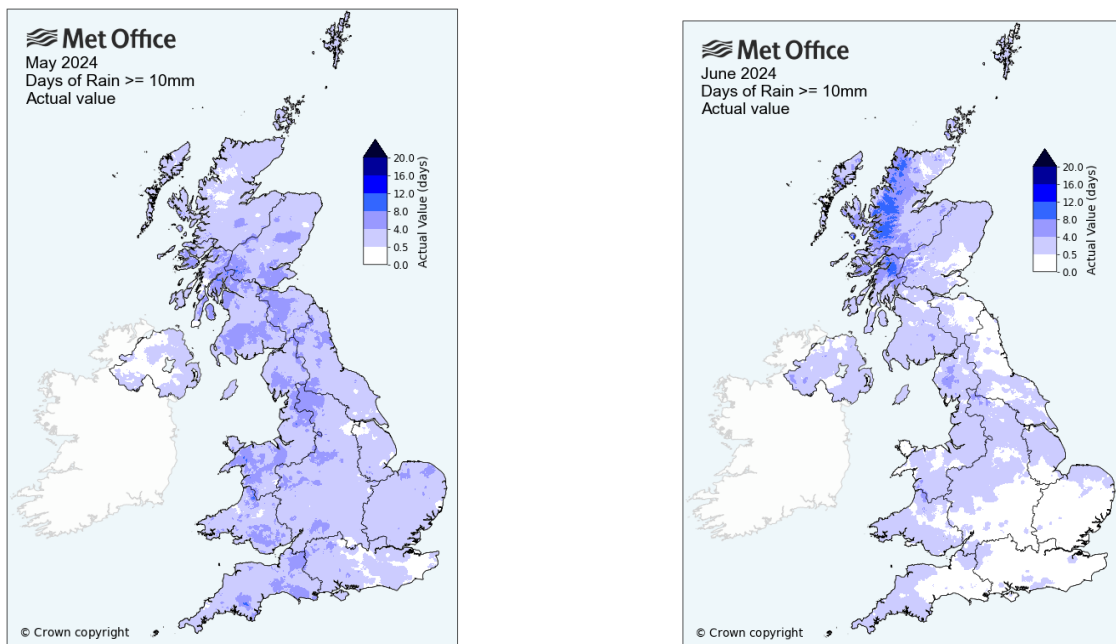 Met Office
May 2024
Days of Rain >= 10mm
Actual value
20.0
16.0
12.0
8.0
4.0
0.5
0.0
Actual Value (days)
© Crown copyright
Met Office
June 2024
Days of Rain >= 10mm
Actual value
20.0
16.0
12.0
8.0
4.0
0.5
0.0
Actual Value (days)
© Crown copyright